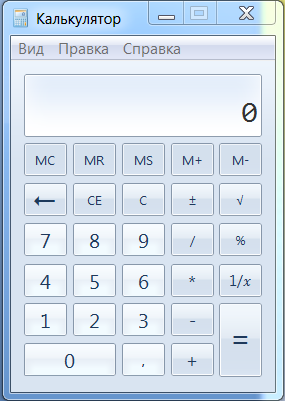 Калькулятор
Вид Правка Справка
0
MC MR MS M+ M-
← CE C ± √
7 8 9 / %
4 5 6 * 1/x
1 2 3 - =
0 , +